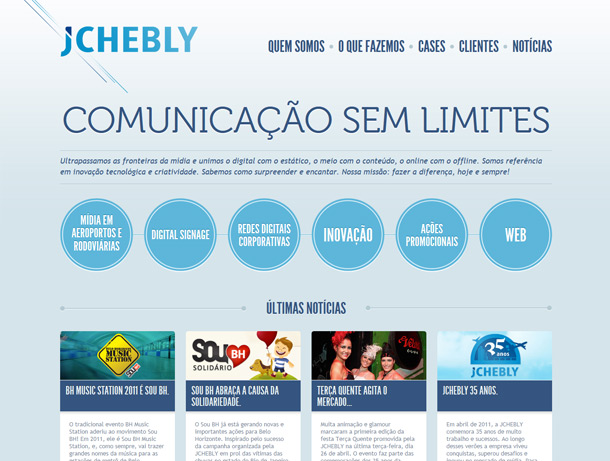 JCHEBLY
QUEM SOMOS • O QUE FAZEMOS • CASES • CLIENTES • NOTÍCIAS
COMUNICAÇÃO SEM LIMITES
Ultrapassamos as fronteiras da mídia e unimos o digital com o estático, o meio com o conteúdo, o online com o offline. Somos referência
em inovação tecnológica e criatividade. Sabemos como surpreender e encantar. Nossa missão: fazer a diferença, hoje e sempre!
MÍDIA EM
AEROPORTOS E
RODOVIÁRIAS
DIGITAL SIGNAGE
REDES DIGITAIS
CORPORATIVAS
INOVAÇÃO
AÇÕES
PROMOCIONAIS
WEB
ÚLTIMAS NOTÍCIAS
MUSIC
STATION
BH MUSIC STATION 2011 É SOU BH.
O tradicional evento BH Music
Station aderiu ao movimento Sou
BH! Em 2011, ele é Sou BH Music
Station, e, como sempre, vai trazer
grandes nomes da música para as
SOU BH
SOLIDÁRIO
SOU BH ABRAÇA A CAUSA DA
SOLIDARIEDADE.
O Sou BH já está gerando novas e
importantes ações para Belo
Horizonte. Inspirado pelo sucesso
da campanha realizada pela
JCHEBLY em prol das vítimas das
TERÇA QUENTE AGITA O
MERCADO...
Muita animação e glamour
marcaram a primeira edição da
festa Terça Quente promovida pela
JCHEBLY na última terça-feira, dia
26 de abril. O evento faz parte das
35 anos
JCHEBLY
JCHEBLY 35 ANOS.
Em abril de 2011, a JCHEBLY
comemora 35 anos de muito
trabalho e sucesso. Ao longo
desses verões a empresa viveu
conquistas, superou desafios e